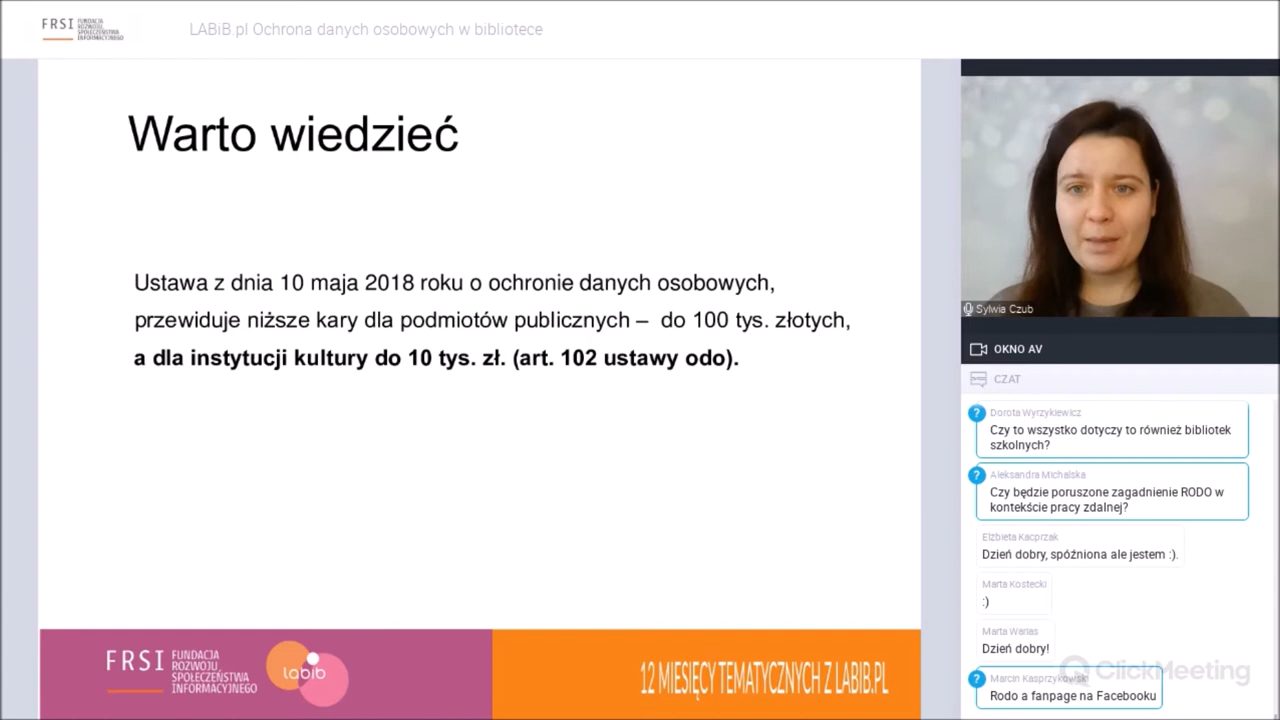 FRSI FUNDACJA
ROZWOJU
SPOŁECZEŃSTWA
INFORMACYJNEGO
LABiB.pl Ochrona danych osobowych w bibliotece
Warto wiedzieć
Ustawa z dnia 10 maja 2018 roku o ochronie danych osobowych,
przewiduje niższe kary dla podmiotów publicznych – do 100 tys. złotych,
a dla instytucji kultury do 10 tys. zł. (art. 102 ustawy odo).
FRSI FUNDACJA
ROZWOJU
SPOŁECZEŃSTWA
INFORMACYJNEGO
labib
12 MIESIĘCY TEMATYCZNYCH Z LABIB.PL
Sylwia Czub
OKNO AV
CZAT
Dorota Wyrzykiewicz
Czy to wszystko dotyczy to również bibliotek
szkolnych?
Aleksandra Michalska
Czy będzie poruszone zagadnienie RODO w
kontekście pracy zdalnej?
Elżbieta Kacprzak
Dzień dobry, spóźniona ale jestem :).
Marta Kostecki
:)
Marta Warias
Dzień dobry!
ClickMeeting
Marcin Kasprzykowski
Rodo a fanpage na Facebooku